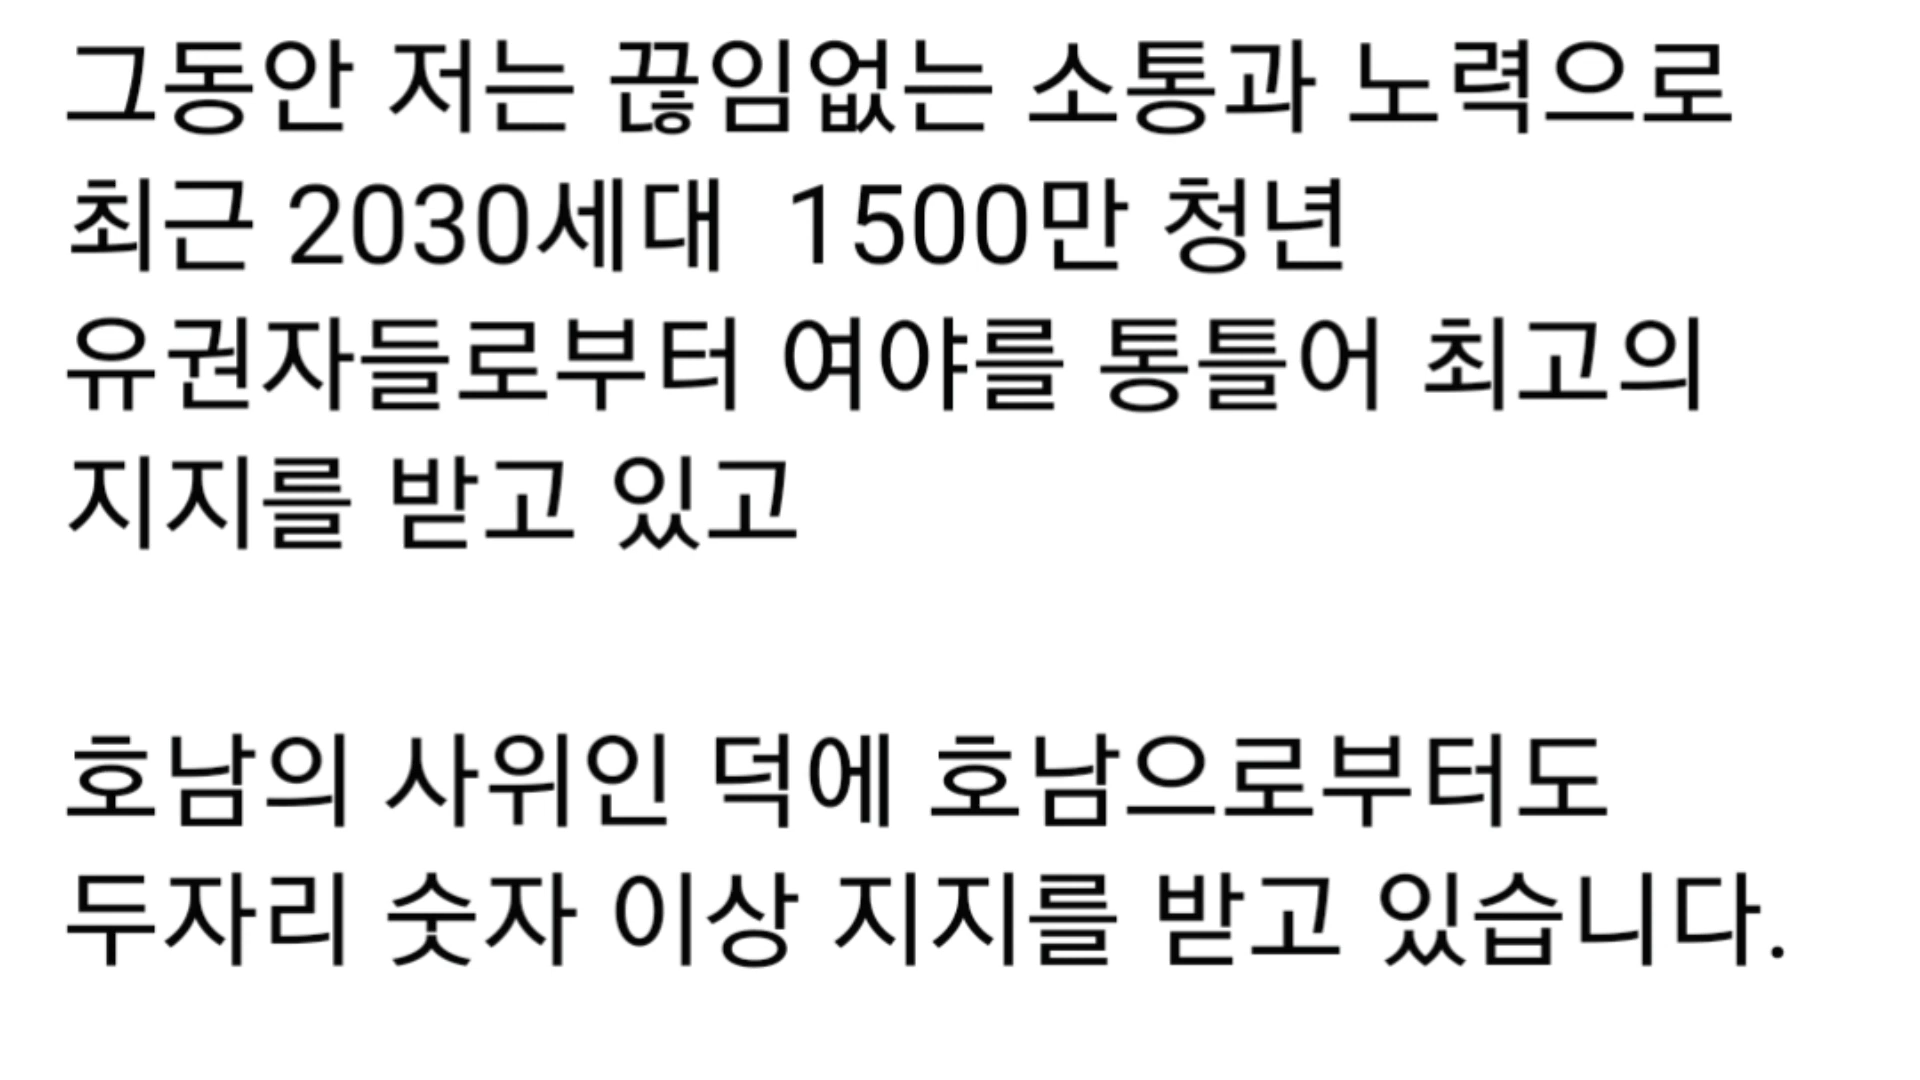 그동안 저는 끊임없는 소통과 노력으로
최근 2030세대  1500만 청년
유권자들로부터 여야를 통틀어 최고의
지지를 받고 있고
호남의 사위인 덕에 호남으로부터도
두자리 숫자 이상 지지를 받고 있습니다.